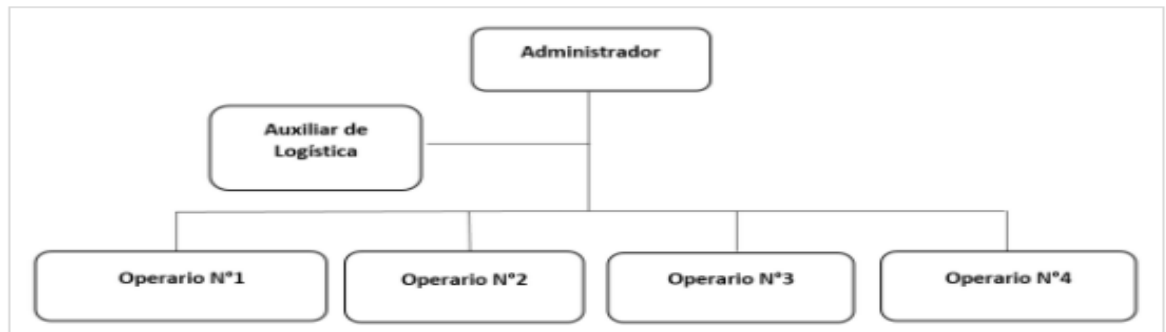 Administrador
Auxiliar de
Logística
Operario N°1
Operario N°2
Operario N°3
Operario N°4